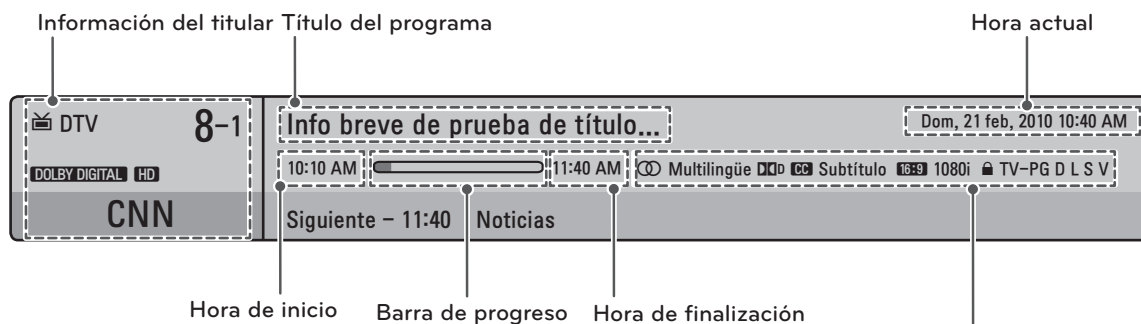 Información del titular Título del programa Hora actual
DTV 8-1 Info breve de prueba de título... Dom, 21 feb, 2010 10:40 AM
DOLBY DIGITAL HD 10:10 AM 11:40 AM Multilingüe D CC Subtítulo 16:9 1080i TV-PG D L S V
CNN Siguiente - 11:40 Noticias
Hora de inicio Barra de progreso Hora de finalización